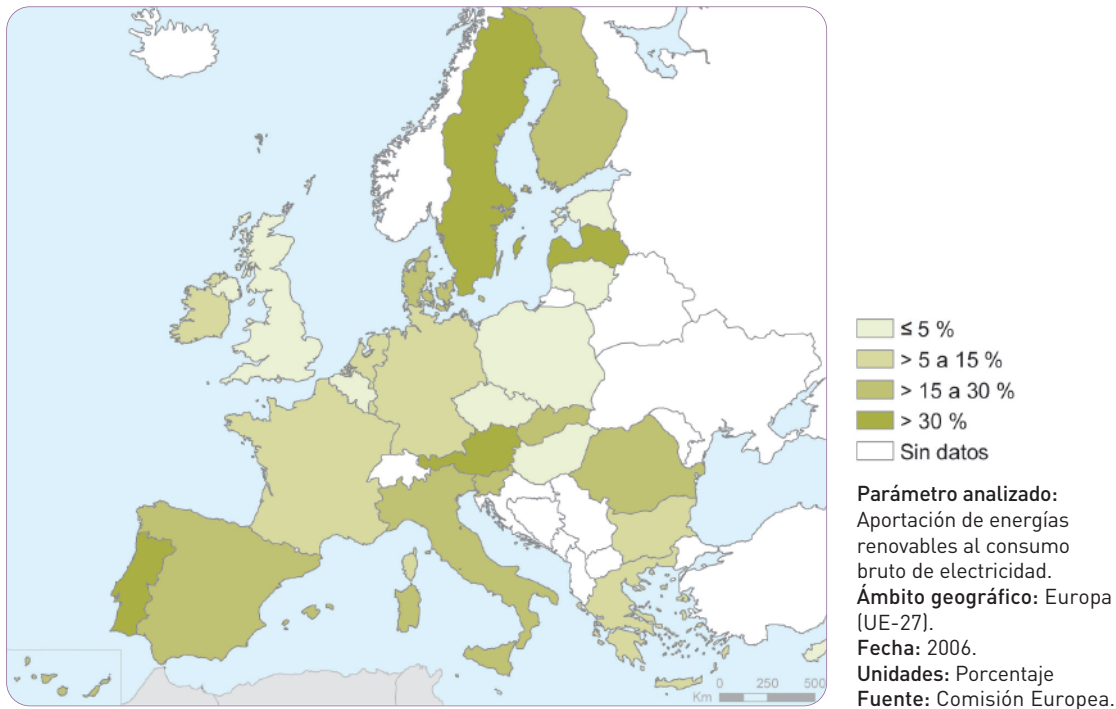 ≤ 5 %
> 5 a 15 %
> 15 a 30 %
> 30 %
Sin datos
Parámetro analizado:
Aportación de energías
renovables al consumo
bruto de electricidad.
Ámbito geográfico: Europa
(UE-27).
Fecha: 2006.
Unidades: Porcentaje
Fuente: Comisión Europea.
0 250 500
Km